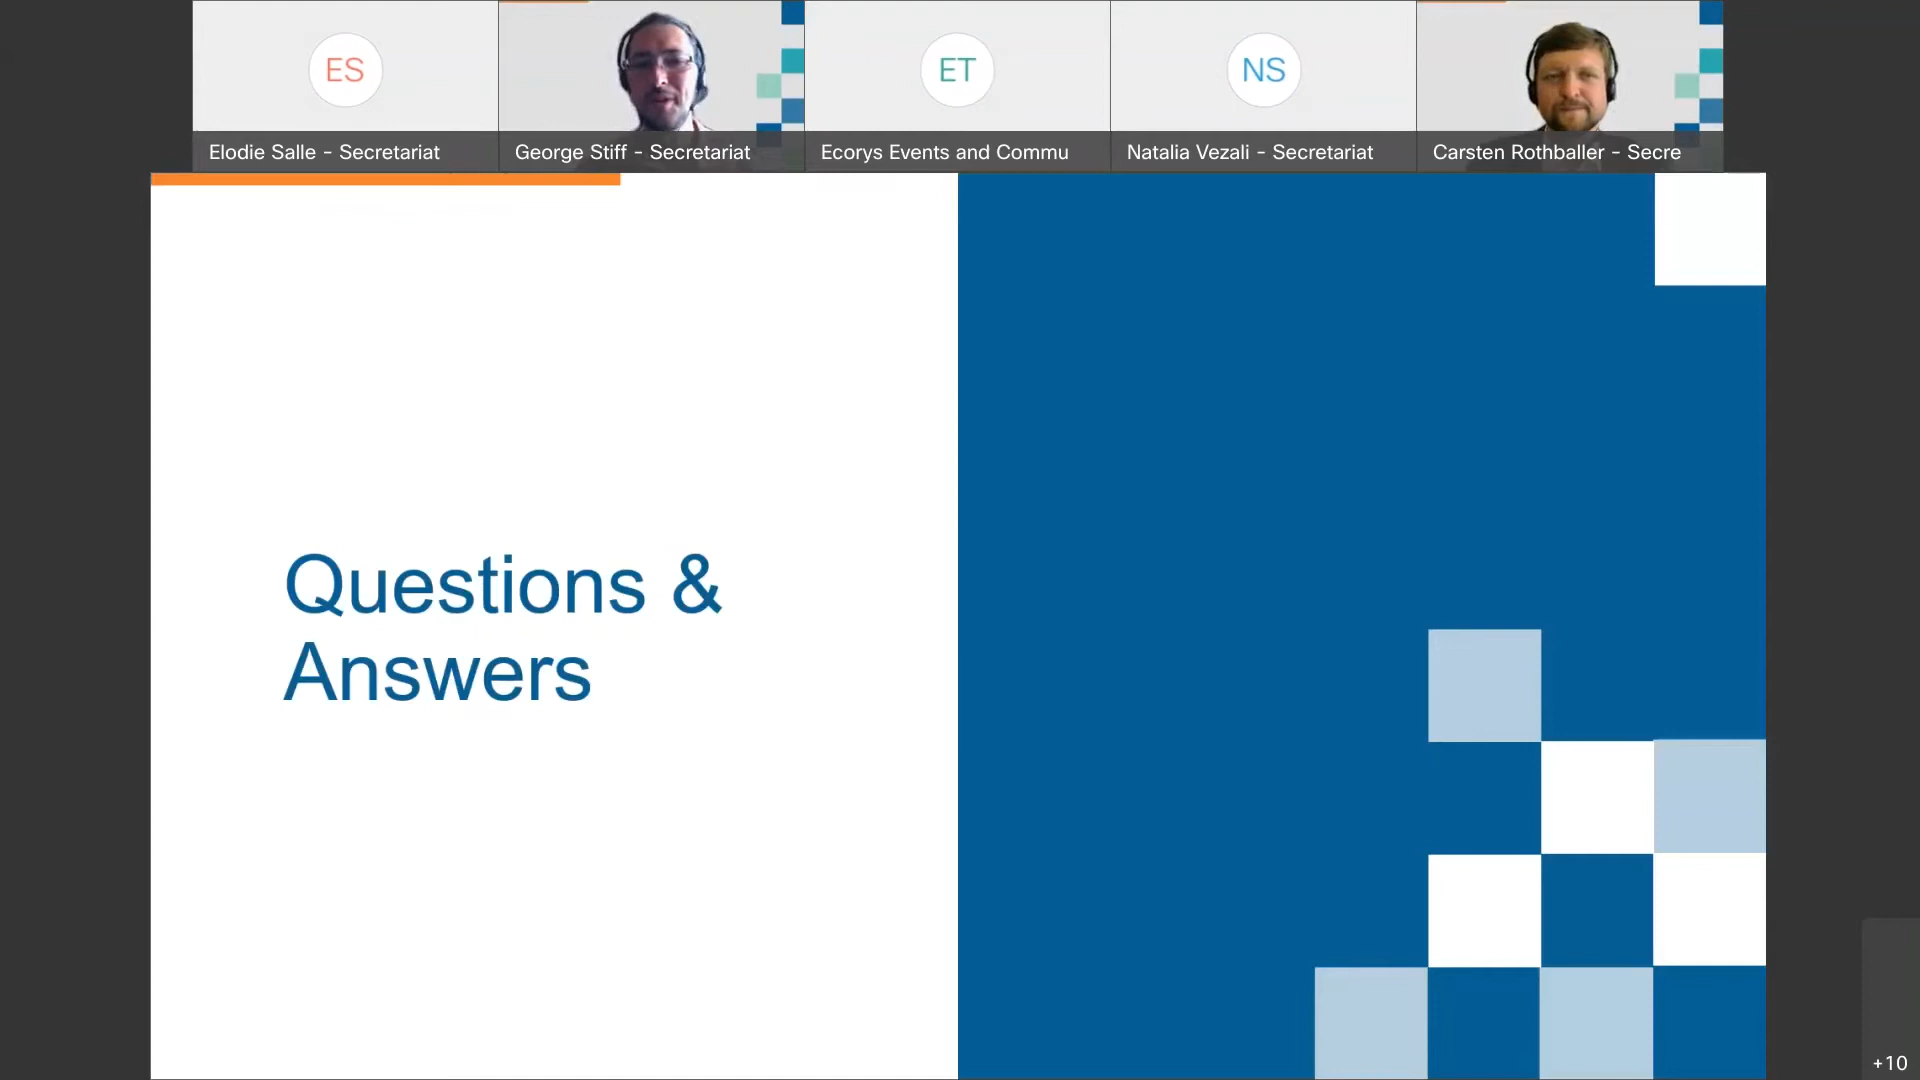 ES
ET
NS
Elodie Salle - Secretariat
George Stiff - Secretariat
Ecorys Events and Commu
Natalia Vezali - Secretariat
Carsten Rothballer - Secre
Questions &
Answers
+10